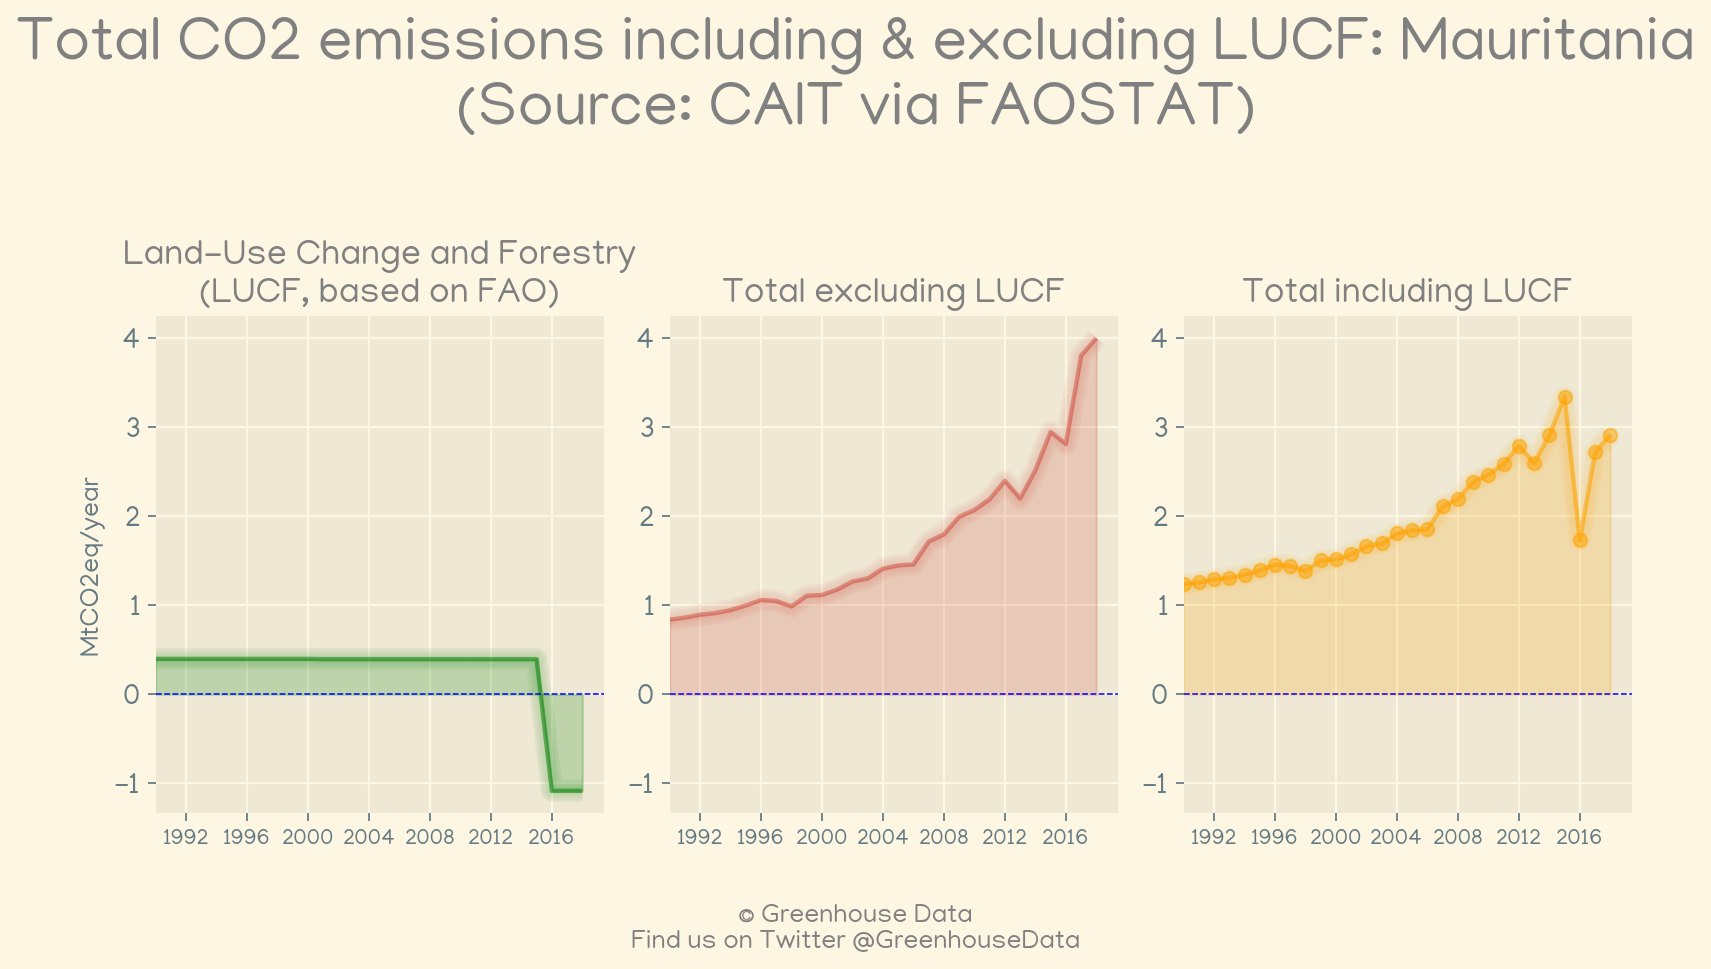 Total CO2 emissions including & excluding LUCF: Mauritania
(Source: CAIT via FAOSTAT)
Land-Use Change and Forestry
(LUCF, based on FAO)
Total excluding LUCF
Total including LUCF
MtCO2eq/year
4
3
2
1
0
−1
1992 1996 2000 2004 2008 2012 2016
4
3
2
1
0
−1
1992 1996 2000 2004 2008 2012 2016
4
3
2
1
0
−1
1992 1996 2000 2004 2008 2012 2016
© Greenhouse Data
Find us on Twitter @GreenhouseData